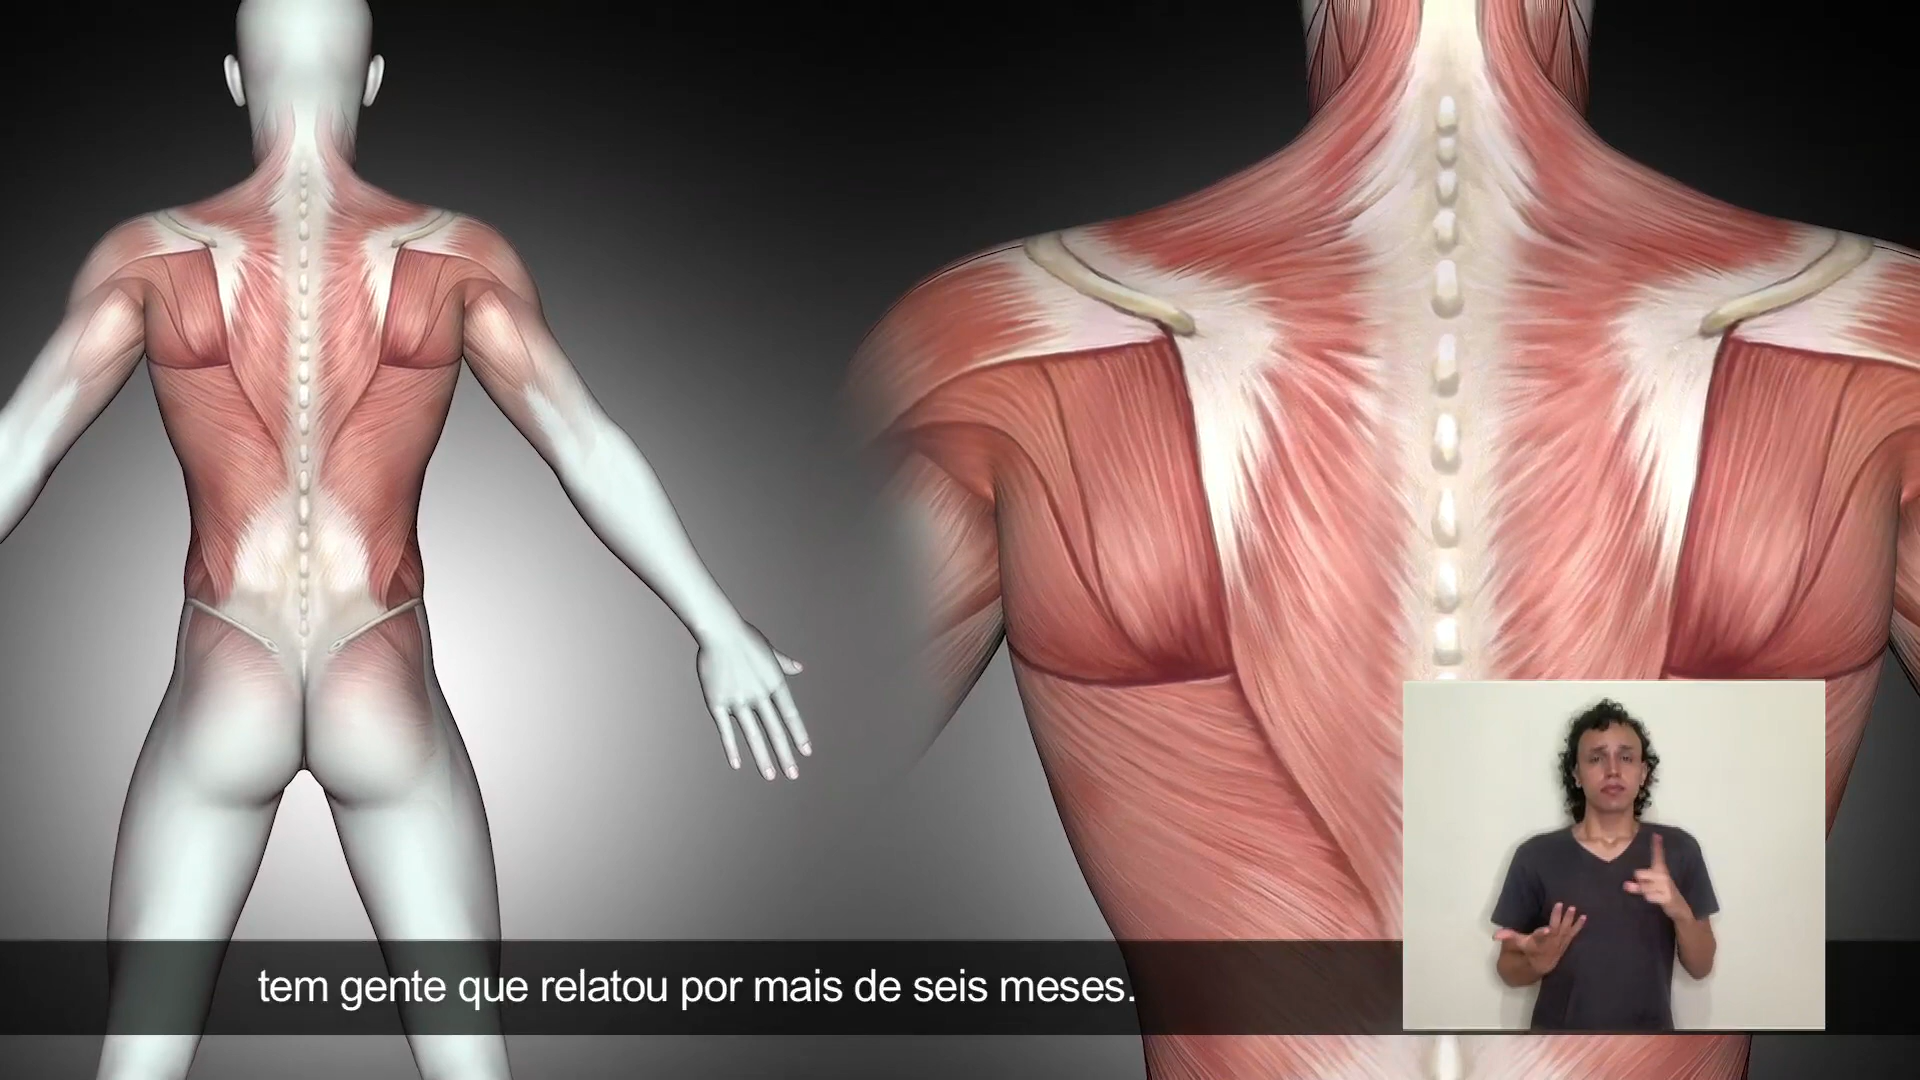 tem gente que relatou por mais de seis meses.